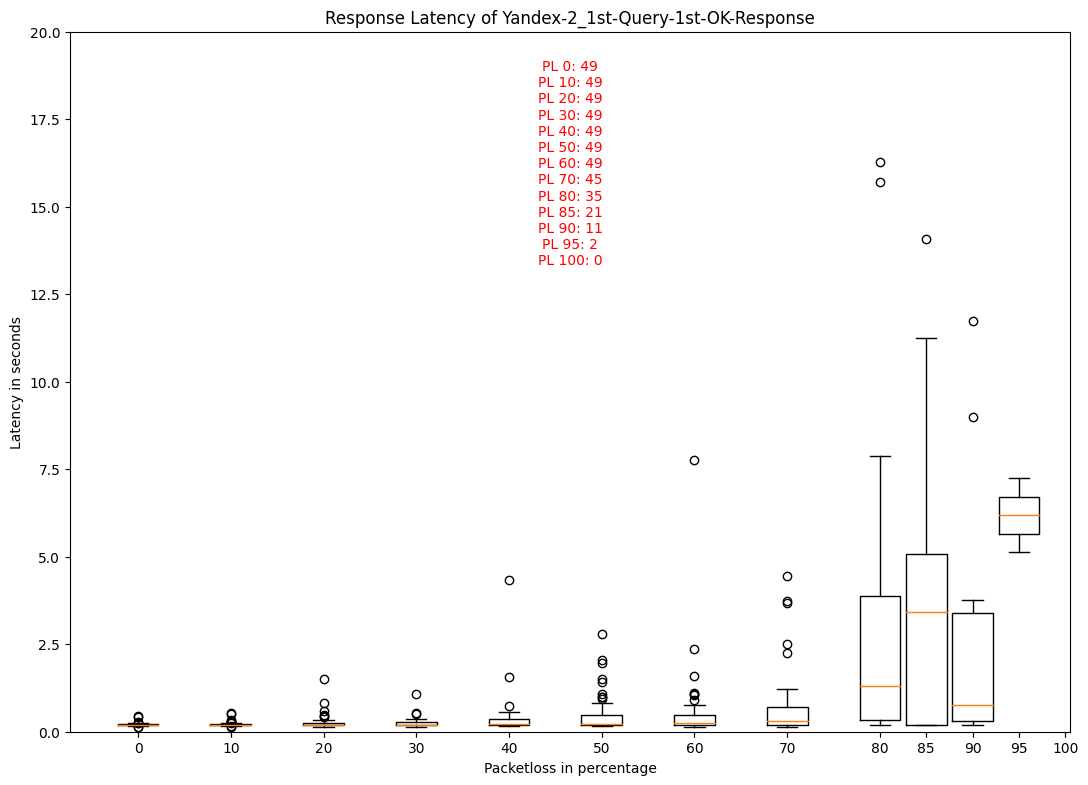 Response Latency of Yandex-2_1st-Query-1st-OK-Response
20.0
17.5
15.0
12.5
10.0
7.5
5.0
2.5
0.0
Latency in seconds
PL 0: 49
PL 10: 49
PL 20: 49
PL 30: 49
PL 40: 49
PL 50: 49
PL 60: 49
PL 70: 45
PL 80: 35
PL 85: 21
PL 90: 11
PL 95: 2
PL 100: 0
0 10 20 30 40 50 60 70 80 85 90 95 100
Packetloss in percentage